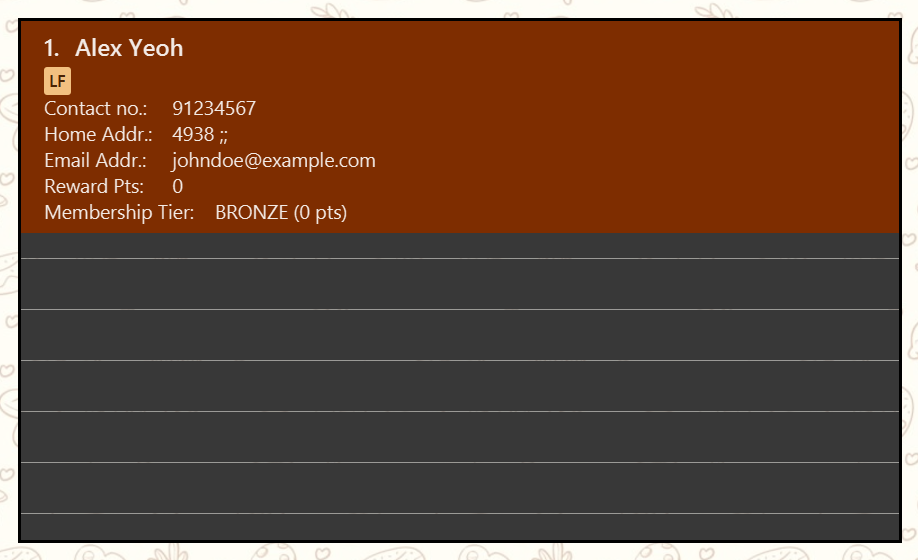 1. Alex Yeoh
LF
Contact no.: 91234567
Home Addr.: 4938 ;;
Email Addr.: johndoe@example.com
Reward Pts: 0
Membership Tier: BRONZE (0 pts)